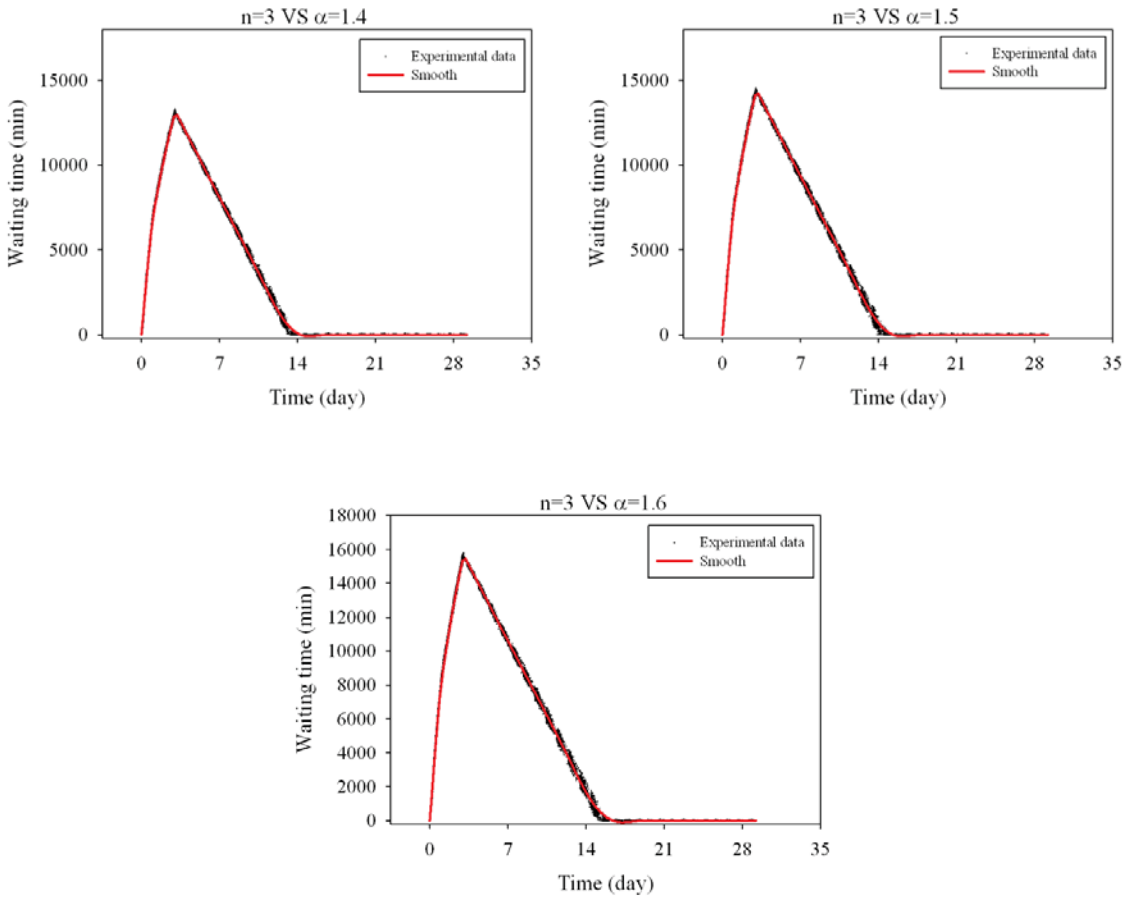 n=3 VS α=1.4
Experimental data
Smooth
15000
10000
5000
0
Waiting time (min)
0 7 14 21 28 35
Time (day)
n=3 VS α=1.5
Experimental data
Smooth
15000
10000
5000
0
Waiting time (min)
0 7 14 21 28 35
Time (day)
n=3 VS α=1.6
Experimental data
Smooth
18000
16000
14000
12000
10000
8000
6000
4000
2000
0
Waiting time (min)
0 7 14 21 28 35
Time (day)